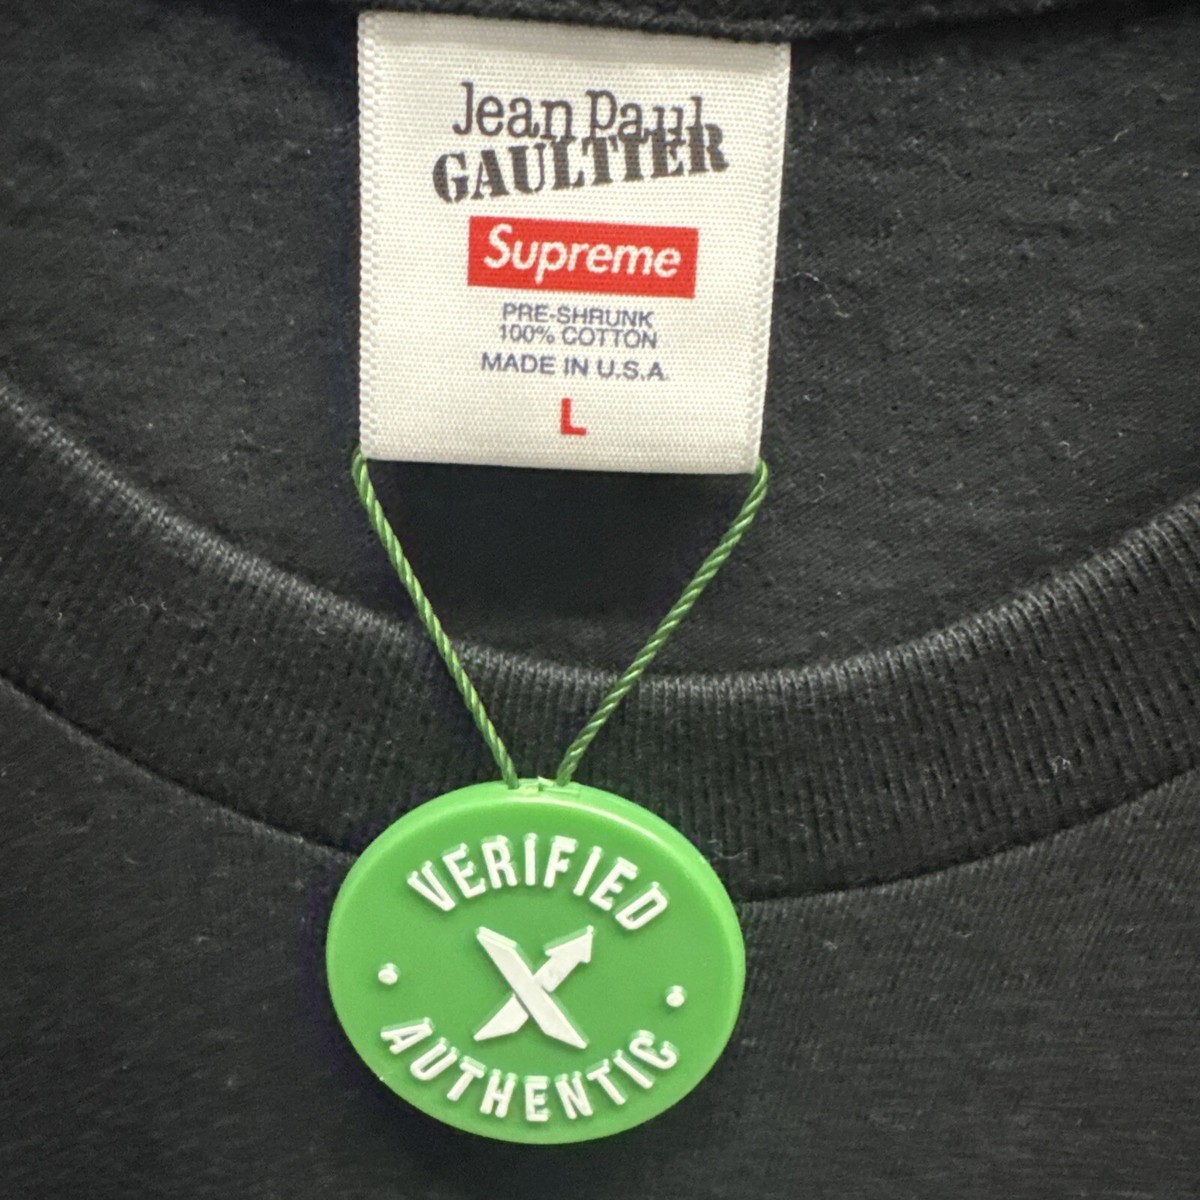 Jean Paul
GAULTIER
Supreme
PRE-SHRUNK
100% COTTON
MADE IN U.S.A.
L
VERIFIED
X
AUTHENTIC